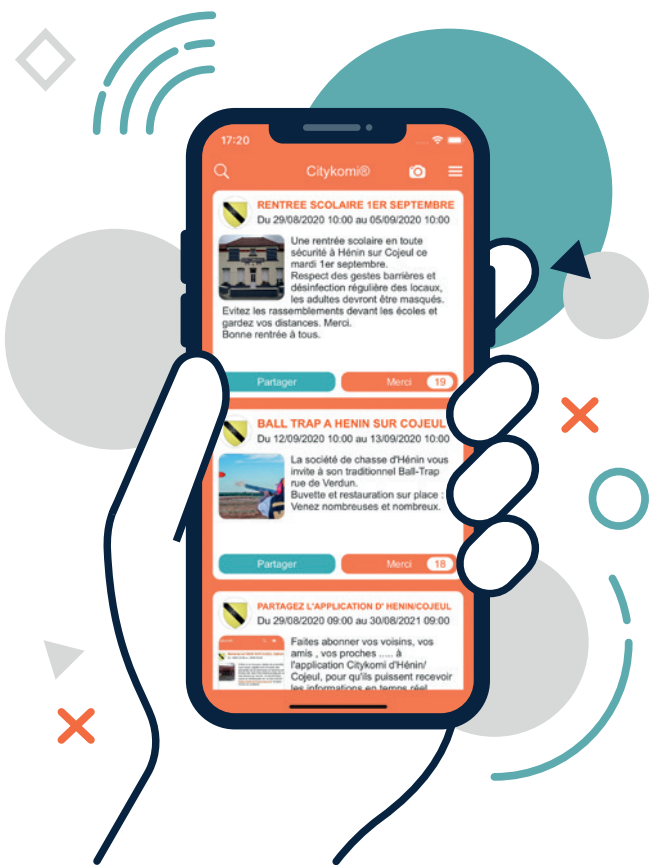 17:20
Citykomi®
RENTREE SCOLAIRE 1ER SEPTEMBRE
Du 29/08/2020 10:00 au 05/09/2020 10:00
Une rentrée scolaire en toute
sécurité à Hénin sur Cojeul ce
mardi 1er septembre.
Respect des gestes barrières et
désinfection régulière des locaux,
les adultes devront être masqués.
Evitez les rassemblements devant les écoles et
gardez vos distances. Merci.
Bonne rentrée à tous.
Partager
Merci 19
BALL TRAP A HENIN SUR COJEUL
Du 12/09/2020 10:00 au 13/09/2020 10:00
La société de chasse d'Hénin vous
invite à son traditionnel Ball-Trap
rue de Verdun.
Buvette et restauration sur place :
Venez nombreuses et nombreux.
Partager
Merci 18
PARTAGEZ L'APPLICATION D' HENIN/COJEUL
Du 29/08/2020 09:00 au 30/08/2021 09:00
Faites abonner vos voisins, vos
amis , vos proches ..... à
l'application Citykomi d'Hénin/
Cojeul, pour qu'ils puissent recevoir
les informations en temps réel